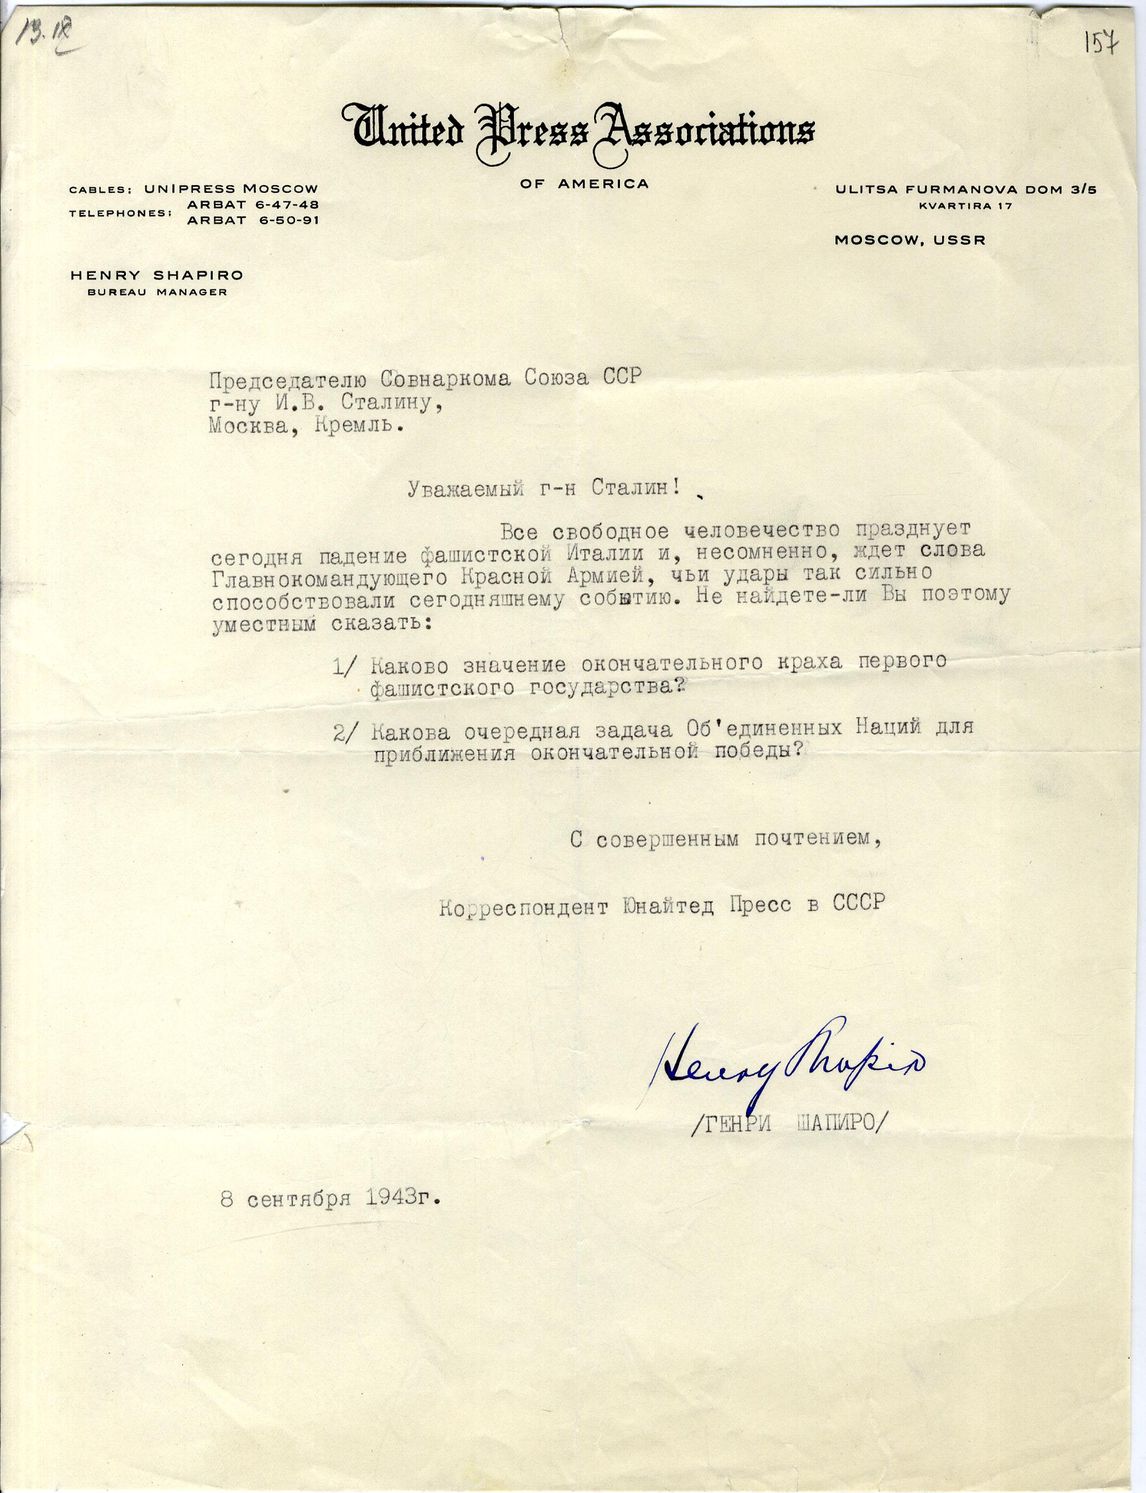 13.IX
157
United Press Associations
OF AMERICA
CABLES: UNIPRESS MOSCOW
TELEPHONES: ARBAT 6-47-48
ARBAT 6-50-91
ULITSA FURMANOVA DOM 3/5
KVARTIRA 17
MOSCOW, USSR
HENRY SHAPIRO
BUREAU MANAGER
Председателю Совнаркома Союза ССР
г-ну И.В. Сталину,
Москва, Кремль.
Уважаемый г-н Сталин!
Все свободное человечество празднует
сегодня падение фашистской Италии и, несомненно, ждет слова
Главнокомандующего Красной Армией, чьи удары так сильно
способствовали сегодняшнему событию. Не найдете-ли Вы поэтому
уместным сказать:
1/ Каково значение окончательного краха первого
фашистского государства?
2/ Какова очередная задача Об'единенных Наций для
приближения окончательной победы?
С совершенным почтением,
Корреспондент Юнайтед Пресс в СССР
Henry Shapiro
/ГЕНРИ ШАПИРО/
8 сентября 1943г.